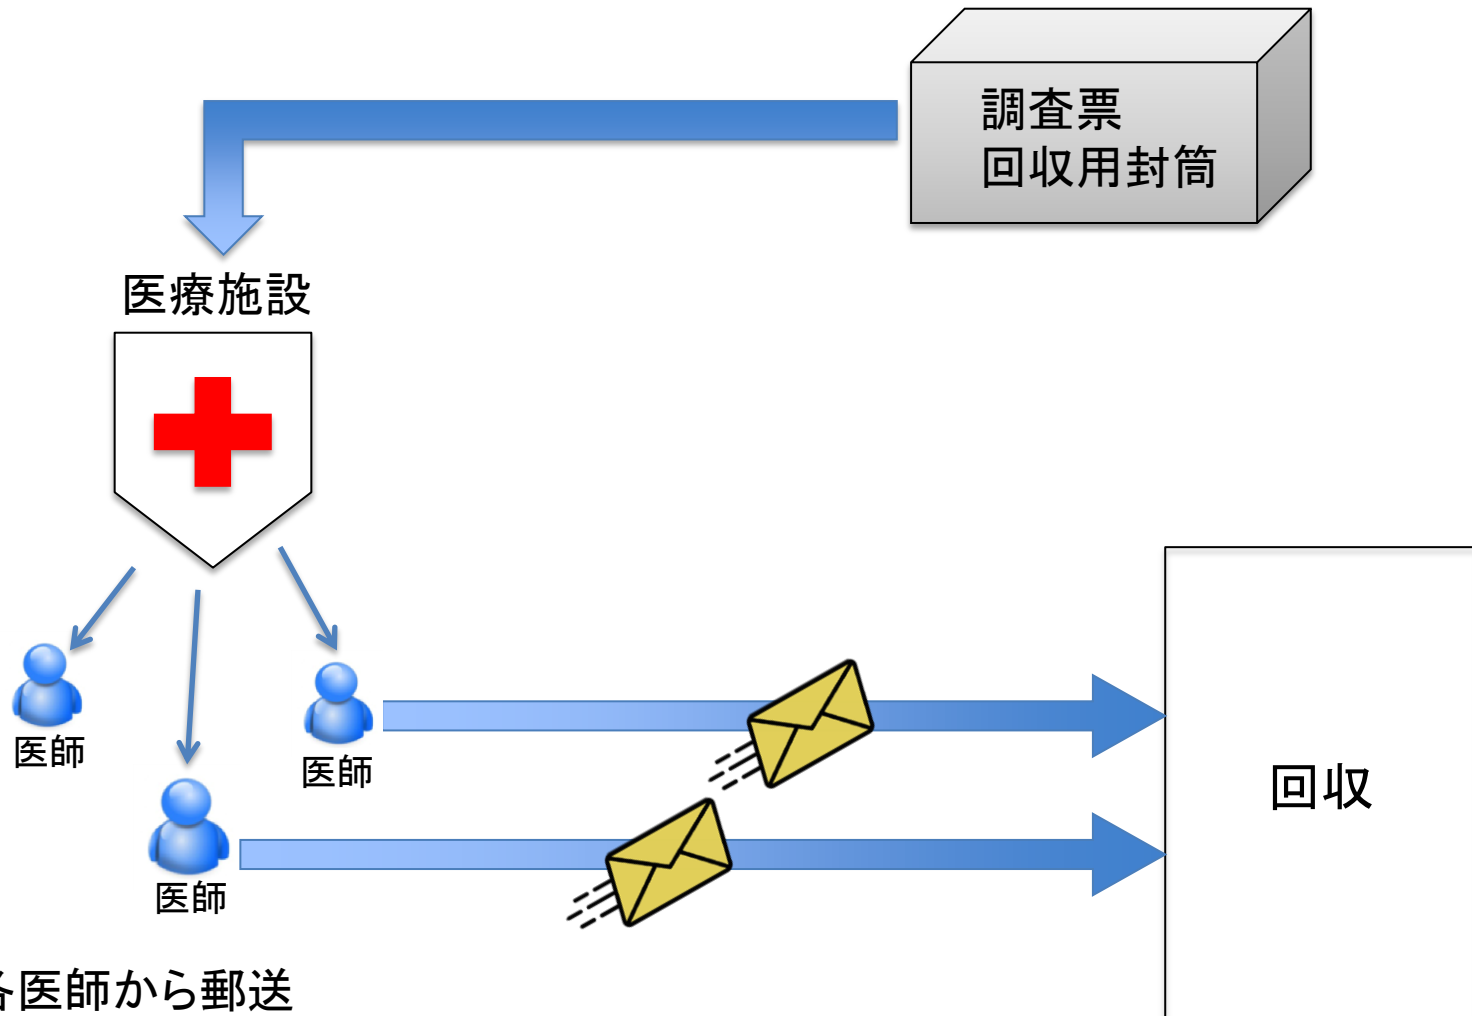 調査票
回収用封筒
医療施設
医師
医師
医師
回収
各医師から郵送